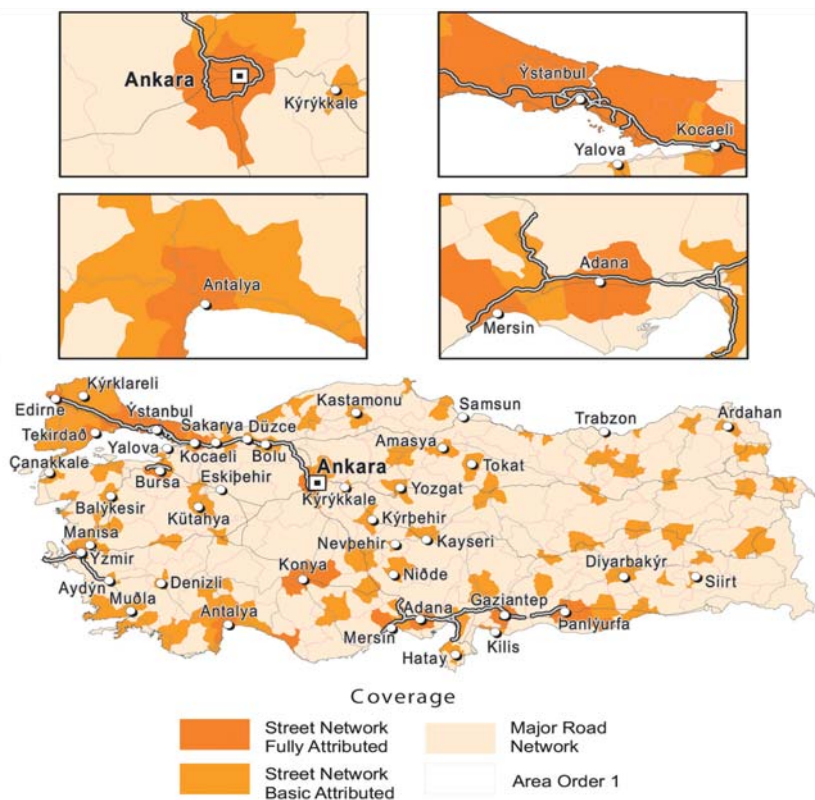 Ankara
Kýrýkkale
Ýstanbul
Kocaeli
Yalova
Antalya
Adana
Mersin
Kýrklareli
Edirne
Ýstanbul
Kastamonu
Samsun
Trabzon
Ardahan
Tekirdað
Sakarya
Düzce
Yalova
Kocaeli
Bolu
Amasya
Çanakkale
Bursa
Eskiþehir
Ankara
Tokat
Kýrýkkale
Yozgat
Balýkesir
Kütahya
Kýrþehir
Manisa
Ýzmir
Nevþehir
Kayseri
Diyarbakýr
Aydýn
Denizli
Konya
Niðde
Siirt
Muðla
Antalya
Adana
Gaziantep
Mersin
Þanlýurfa
Hatay
Kilis
Coverage
Street Network
Fully Attributed
Major Road
Network
Street Network
Basic Attributed
Area Order 1